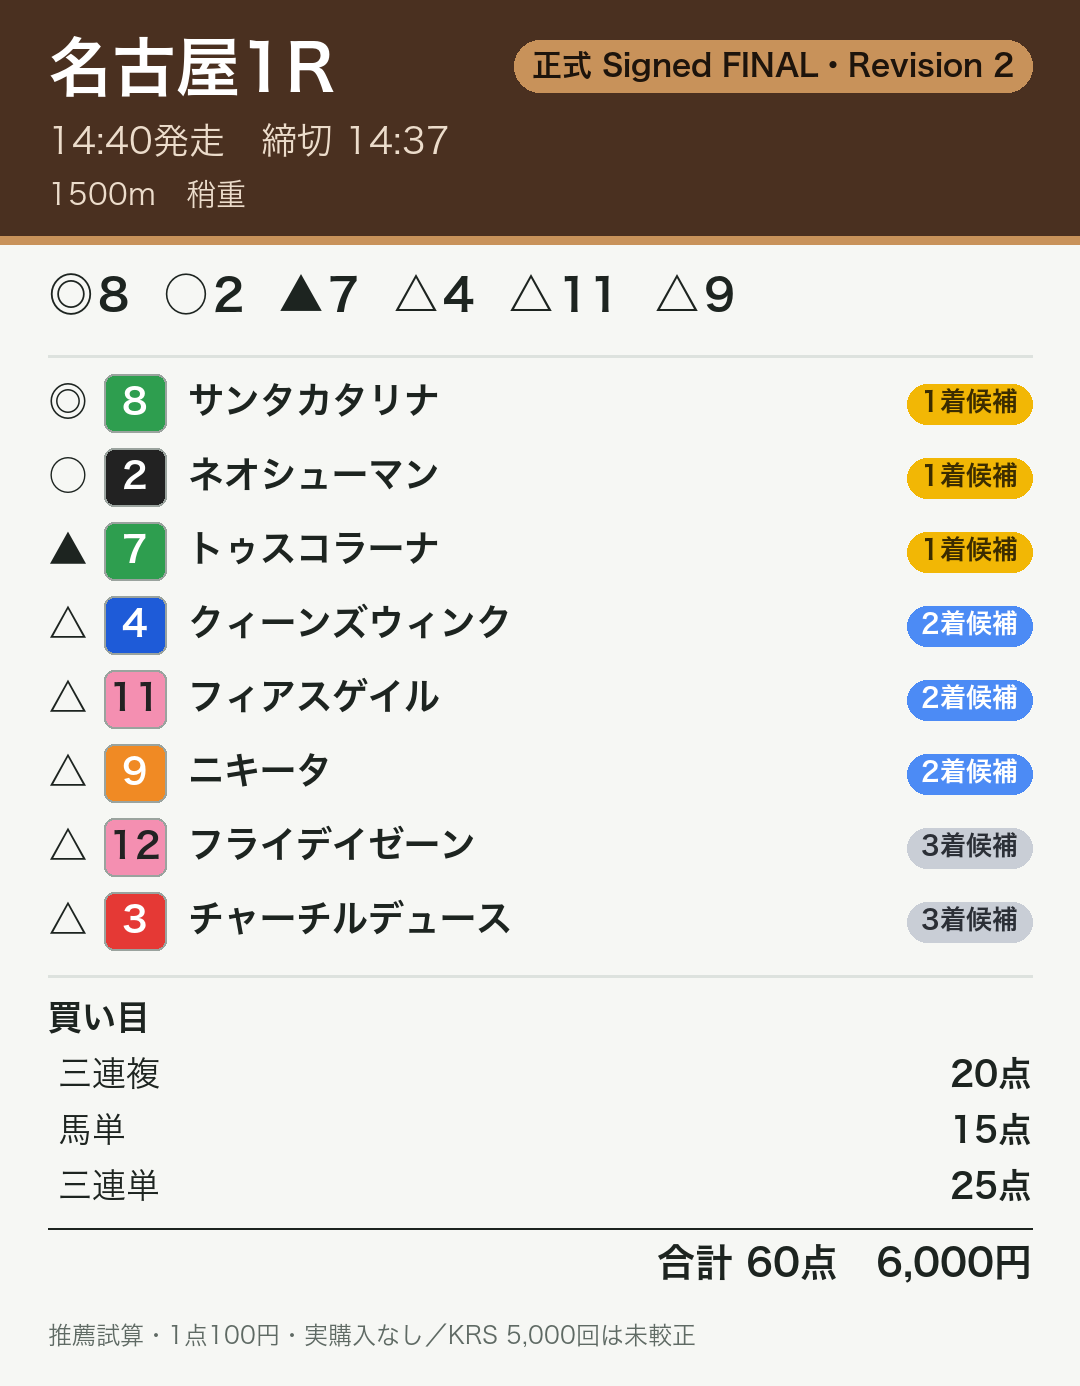 名古屋1R
正式 Signed FINAL・Revision 2
14:40発走　締切 14:37
1500m　稍重
◎8 ○2 ▲7 △4 △11 △9
◎ 8 サンタカタリナ 1着候補
○ 2 ネオシューマン 1着候補
▲ 7 トゥスコラーナ 1着候補
△ 4 クィーンズウィンク 2着候補
△ 11 フィアスゲイル 2着候補
△ 9 ニキータ 2着候補
△ 12 フライデイゼーン 3着候補
△ 3 チャーチルデュース 3着候補
買い目
三連複 20点
馬単 15点
三連単 25点
合計 60点　6,000円
推薦試算・1点100円・実購入なし／KRS 5,000回は未較正